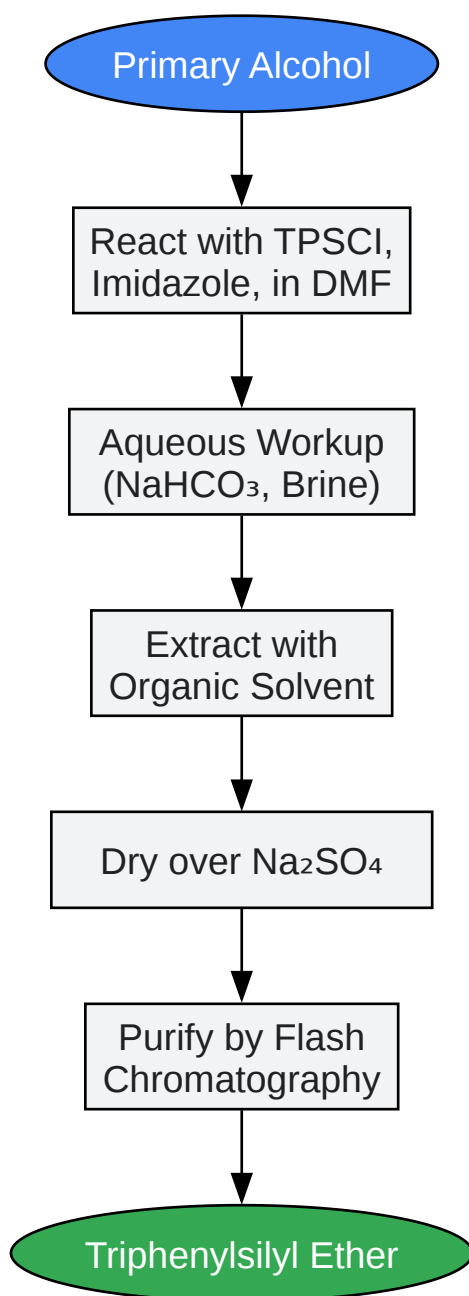 Primary Alcohol
React with TPSCl,
Imidazole, in DMF
Aqueous Workup
(NaHCO₃, Brine)
Extract with
Organic Solvent
Dry over Na₂SO₄
Purify by Flash
Chromatography
Triphenylsilyl Ether